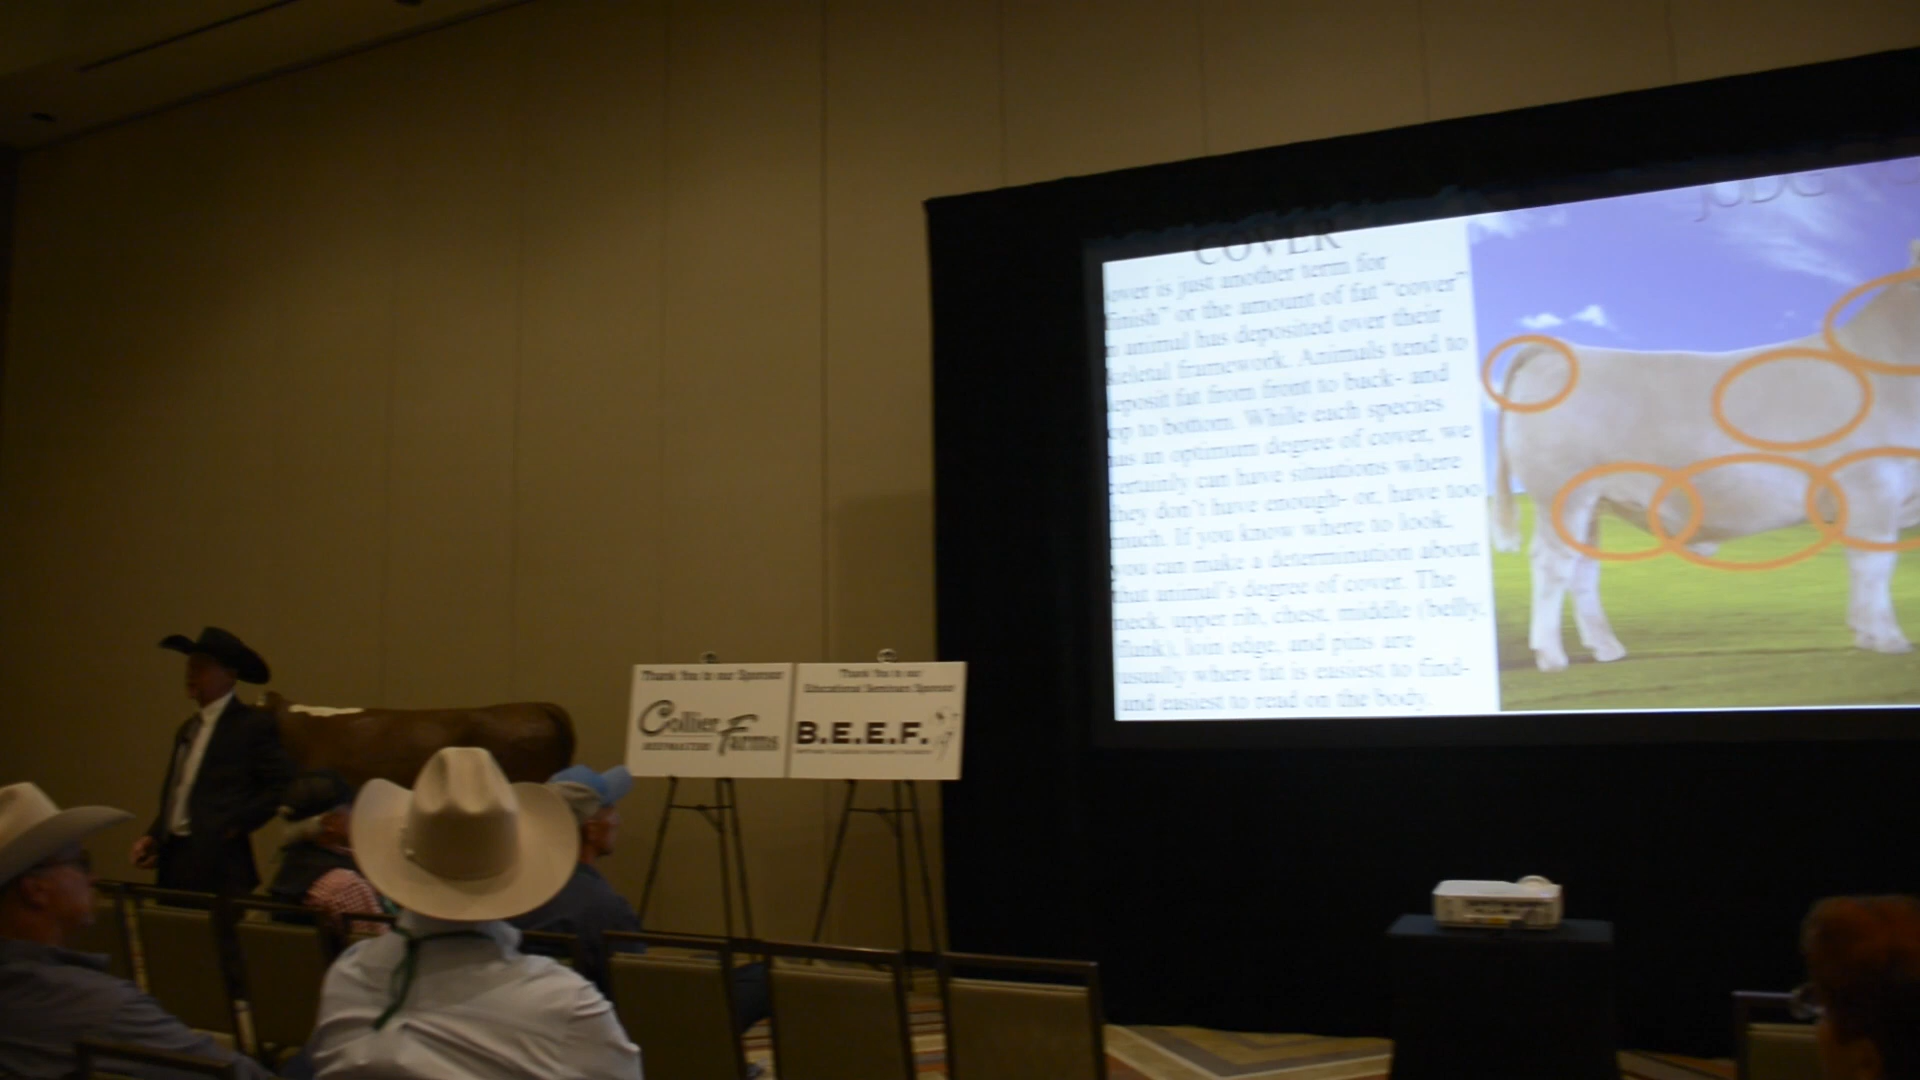 JUDG
COVER
over is just another term for
finish” or the amount of fat “cover”
n animal has deposited over their
keletal framework. Animals tend to
eposit fat from front to back- and
op to bottom. While each species
has an optimum degree of cover, we
certainly can have situations where
they don’t have enough- or, have too
much. If you know where to look,
you can make a determination about
that animal’s degree of cover. The
neck, upper rib, chest, middle (belly,
flank), loin edge, and pins are
usually where fat is easiest to find-
and easiest to read on the body.
Thank You to our Sponsor
Collier Farms
BEEFMASTERS
Thank You to our
Educational Seminars Sponsor
B.E.E.F.